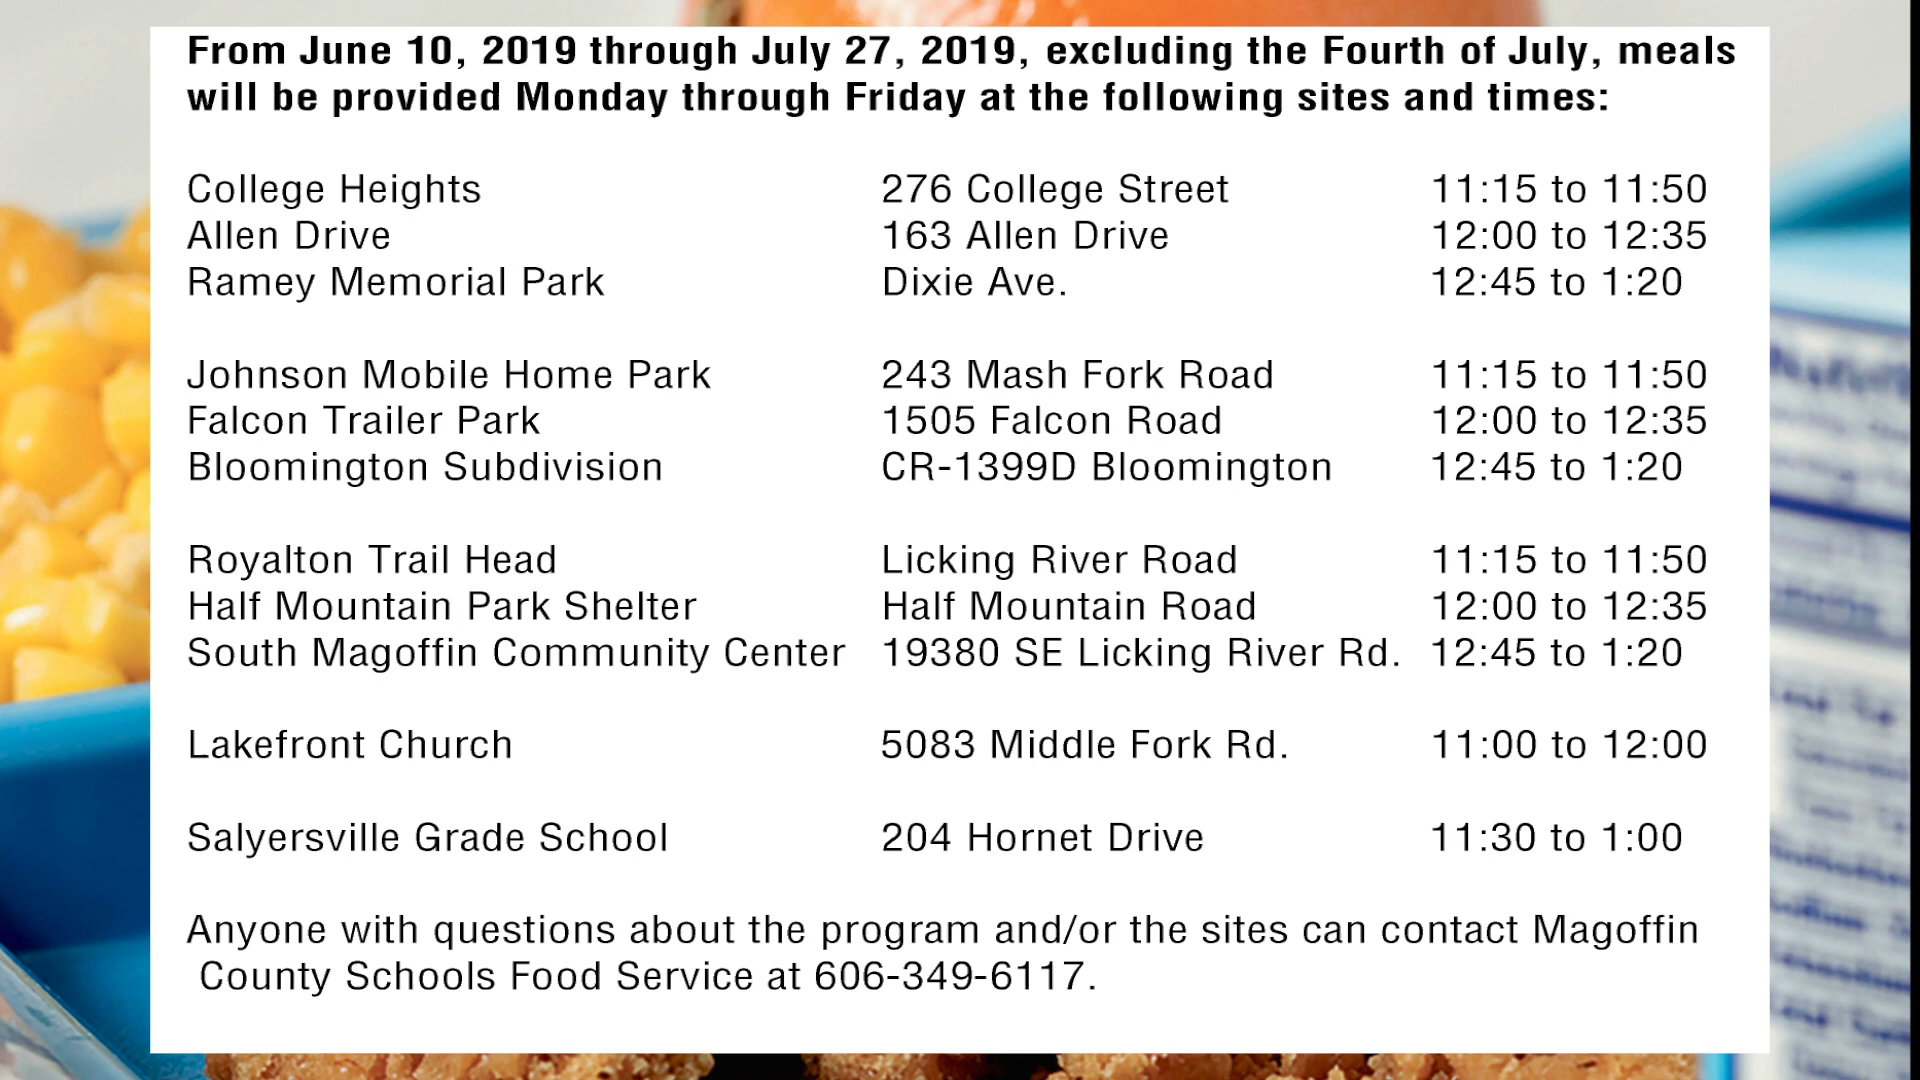 From June 10, 2019 through July 27, 2019, excluding the Fourth of July, meals
will be provided Monday through Friday at the following sites and times:
College Heights 276 College Street 11:15 to 11:50
Allen Drive 163 Allen Drive 12:00 to 12:35
Ramey Memorial Park Dixie Ave. 12:45 to 1:20
Johnson Mobile Home Park 243 Mash Fork Road 11:15 to 11:50
Falcon Trailer Park 1505 Falcon Road 12:00 to 12:35
Bloomington Subdivision CR-1399D Bloomington 12:45 to 1:20
Royalton Trail Head Licking River Road 11:15 to 11:50
Half Mountain Park Shelter Half Mountain Road 12:00 to 12:35
South Magoffin Community Center 19380 SE Licking River Rd. 12:45 to 1:20
Lakefront Church 5083 Middle Fork Rd. 11:00 to 12:00
Salyersville Grade School 204 Hornet Drive 11:30 to 1:00
Anyone with questions about the program and/or the sites can contact Magoffin
County Schools Food Service at 606-349-6117.